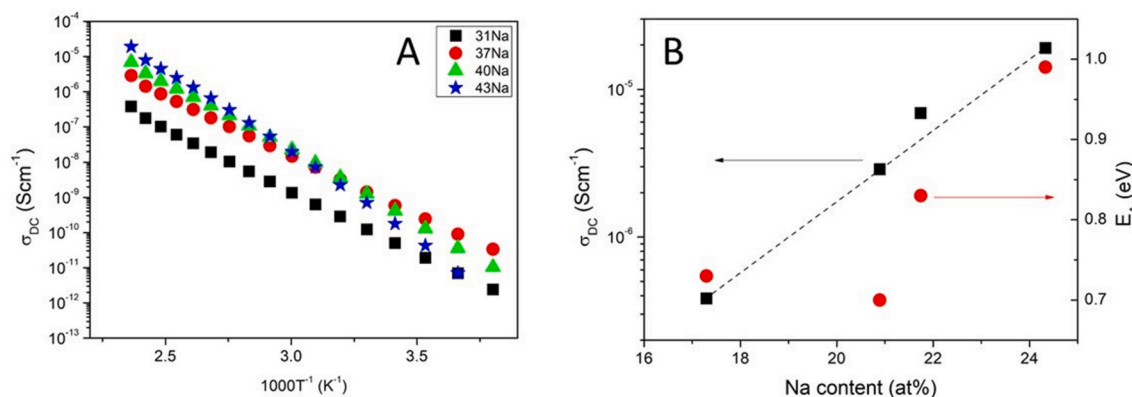 A
31Na
37Na
40Na
43Na
10⁻⁴
10⁻⁵
10⁻⁶
10⁻⁷
10⁻⁸
10⁻⁹
10⁻¹⁰
10⁻¹¹
10⁻¹²
10⁻¹³
σDC (Scm⁻¹)
2.5 3.0 3.5
1000T⁻¹ (K⁻¹)
B
10⁻⁵
10⁻⁶
σDC (Scm⁻¹)
1.0
0.9
0.8
0.7
(eV)
16 18 20 22 24
Na content (at%)